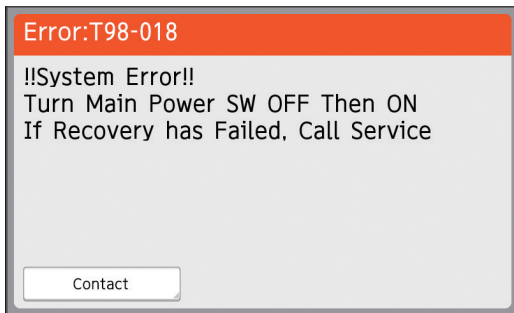 Error:T98-018
!!System Error!!
Turn Main Power SW OFF Then ON
If Recovery has Failed, Call Service
Contact